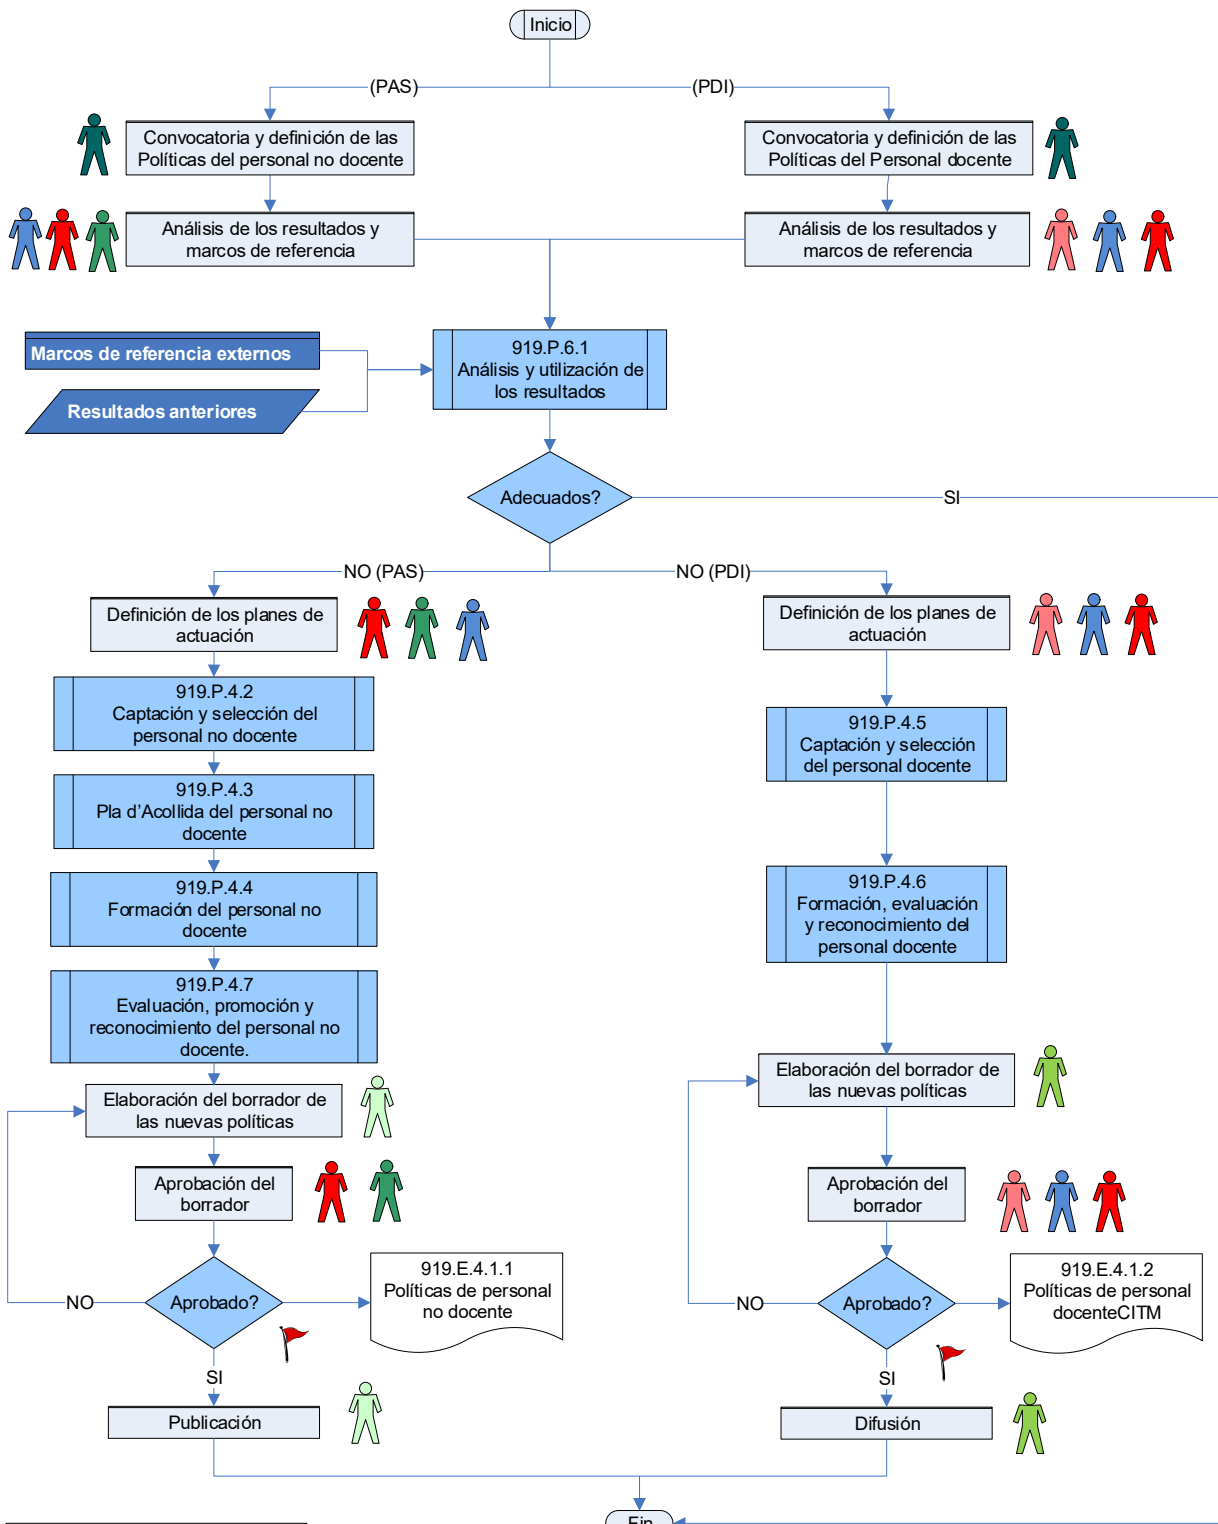 Inicio
(PAS)
(PDI)
Convocatoria y definición de las
Políticas del personal no docente
Convocatoria y definición de las
Políticas del Personal docente
Análisis de los resultados y
marcos de referencia
Análisis de los resultados y
marcos de referencia
Marcos de referencia externos
Resultados anteriores
919.P.6.1
Análisis y utilización de
los resultados
Adecuados?
SI
NO (PAS)
NO (PDI)
Definición de los planes de
actuación
Definición de los planes de
actuación
919.P.4.2
Captación y selección del
personal no docente
919.P.4.5
Captación y selección
del personal docente
919.P.4.3
Pla d’Acollida del personal no
docente
919.P.4.4
Formación del personal no
docente
919.P.4.6
Formación, evaluación
y reconocimiento del
personal docente
919.P.4.7
Evaluación, promoción y
reconocimiento del personal no
docente.
Elaboración del borrador de
las nuevas políticas
Elaboración del borrador de
las nuevas políticas
Aprobación del
borrador
Aprobación del
borrador
NO
Aprobado?
919.E.4.1.1
Políticas de personal
no docente
NO
Aprobado?
919.E.4.1.2
Políticas de personal
docenteCITM
SI
SI
Publicación
Difusión
Fin